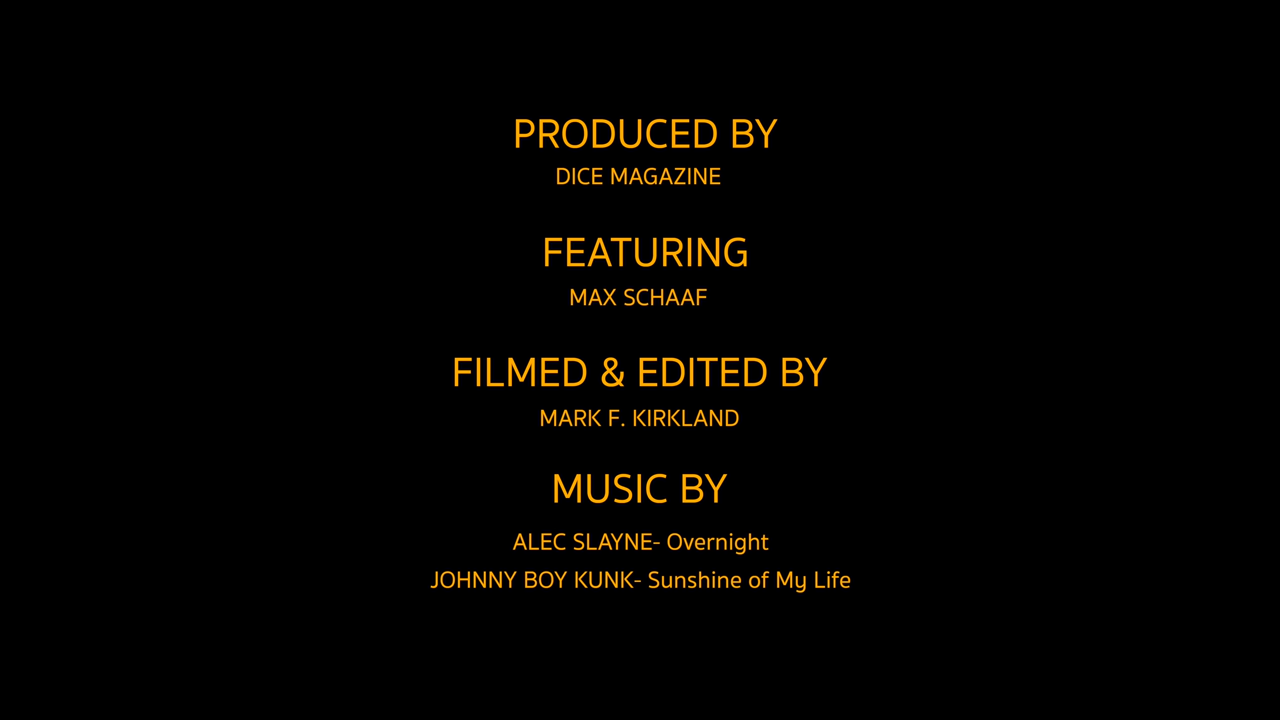 PRODUCED BY
DICE MAGAZINE
FEATURING
MAX SCHAAF
FILMED & EDITED BY
MARK F. KIRKLAND
MUSIC BY
ALEC SLAYNE- Overnight
JOHNNY BOY KUNK- Sunshine of My Life